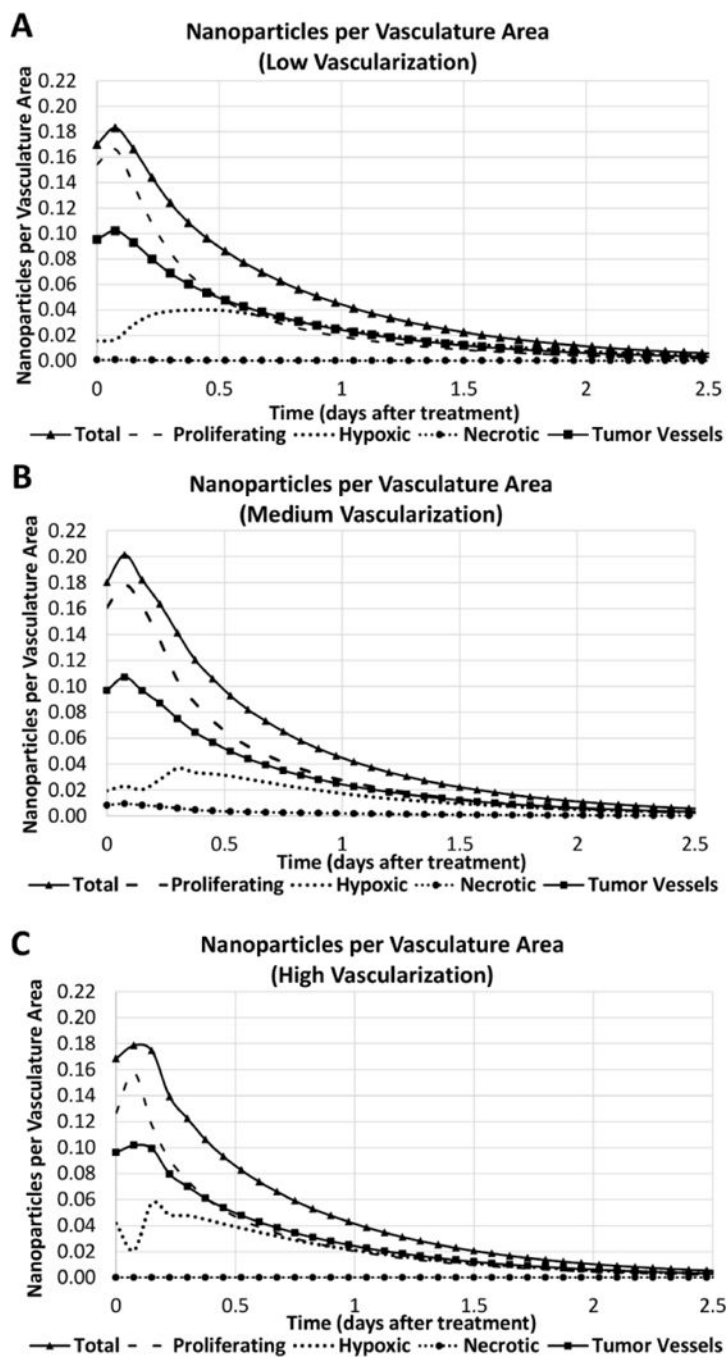 A
Nanoparticles per Vasculature Area
(Low Vascularization)
Nanoparticles per Vasculature Area
0.22
0.20
0.18
0.16
0.14
0.12
0.10
0.08
0.06
0.04
0.02
0.00
0 0.5 1 1.5 2 2.5
Time (days after treatment)
Total Proliferating Hypoxic Necrotic Tumor Vessels
B
Nanoparticles per Vasculature Area
(Medium Vascularization)
Nanoparticles per Vasculature Area
0.22
0.20
0.18
0.16
0.14
0.12
0.10
0.08
0.06
0.04
0.02
0.00
0 0.5 1 1.5 2 2.5
Time (days after treatment)
Total Proliferating Hypoxic Necrotic Tumor Vessels
C
Nanoparticles per Vasculature Area
(High Vascularization)
Nanoparticles per Vasculature Area
0.22
0.20
0.18
0.16
0.14
0.12
0.10
0.08
0.06
0.04
0.02
0.00
0 0.5 1 1.5 2 2.5
Time (days after treatment)
Total Proliferating Hypoxic Necrotic Tumor Vessels